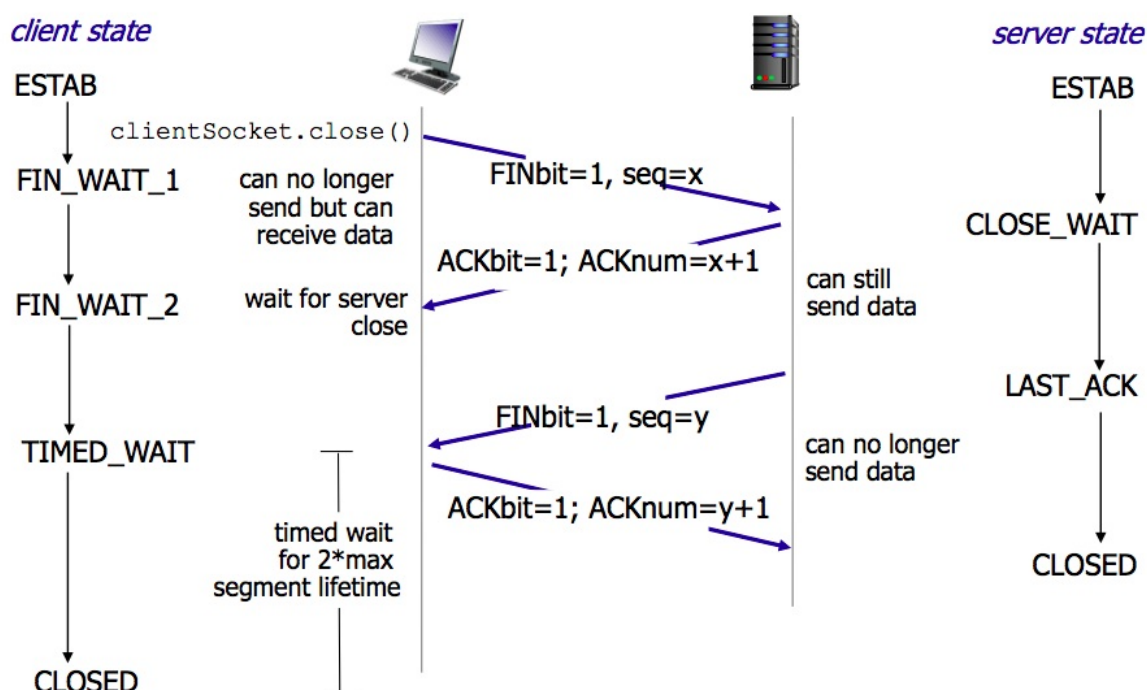 client state
server state
ESTAB
ESTAB
clientSocket.close()
FINbit=1, seq=x
FIN_WAIT_1
can no longer
send but can
receive data
CLOSE_WAIT
ACKbit=1; ACKnum=x+1
can still
send data
FIN_WAIT_2
wait for server
close
LAST_ACK
FINbit=1, seq=y
can no longer
send data
TIMED_WAIT
ACKbit=1; ACKnum=y+1
timed wait
for 2*max
segment lifetime
CLOSED
CLOSED